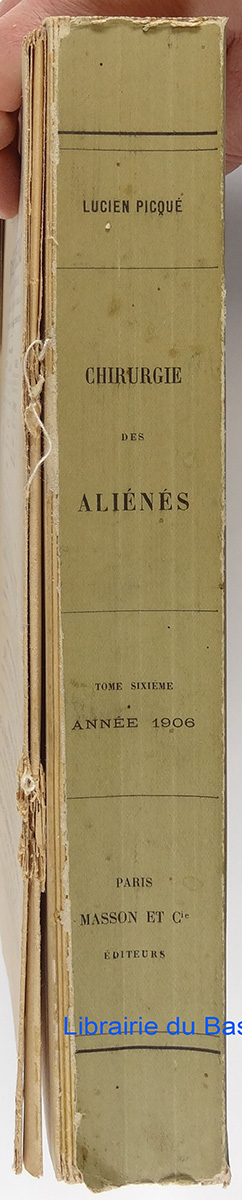 LUCIEN PICQUÉ
CHIRURGIE
DES
ALIÉNÉS
TOME SIXIÈME
ANNÉE 1906
PARIS
MASSON ET Cie
ÉDITEURS
Librairie du Bas